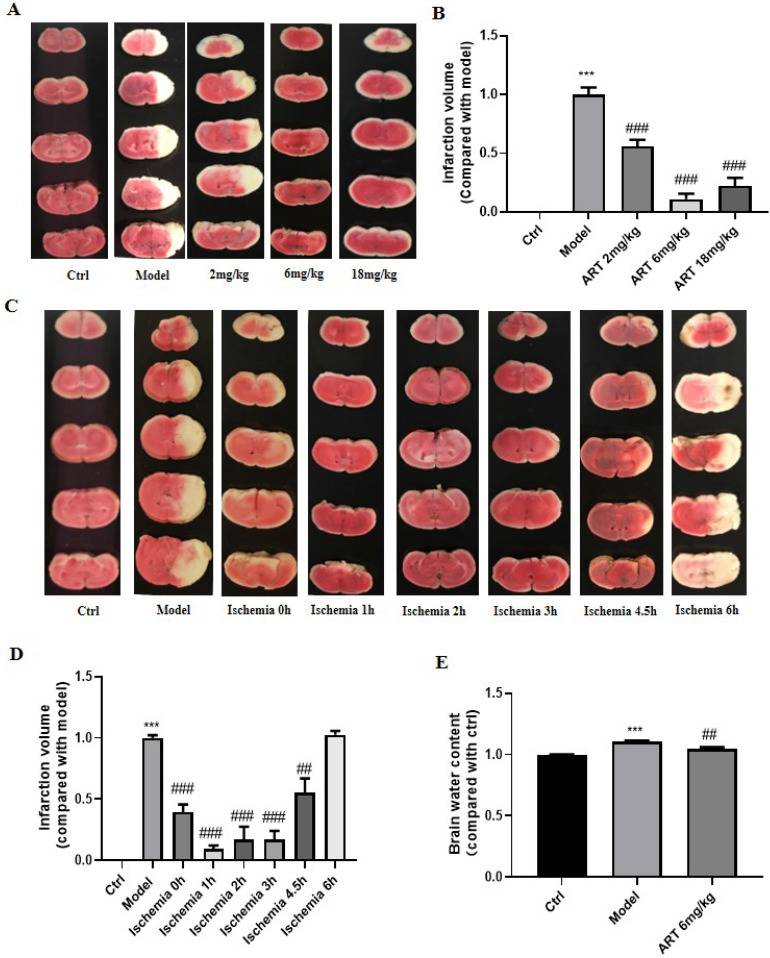 A
Ctrl
Model
2mg/kg
6mg/kg
18mg/kg
B
Infarction volume
(Compared with model)
1.5
1.0
0.5
0.0
***
###
###
###
Ctrl
Model
ART 2mg/kg
ART 6mg/kg
ART 18mg/kg
C
Ctrl
Model
Ischemia 0h
Ischemia 1h
Ischemia 2h
Ischemia 3h
Ischemia 4.5h
Ischemia 6h
D
Infarction volume
(compared with model)
1.5
1.0
0.5
0.0
***
###
###
###
###
##
Ctrl
Model
Ischemia 0h
Ischemia 1h
Ischemia 2h
Ischemia 3h
Ischemia 4.5h
Ischemia 6h
E
Brain water content
(compared with ctrl)
1.5
1.0
0.5
0.0
***
##
Ctrl
Model
ART 6mg/kg